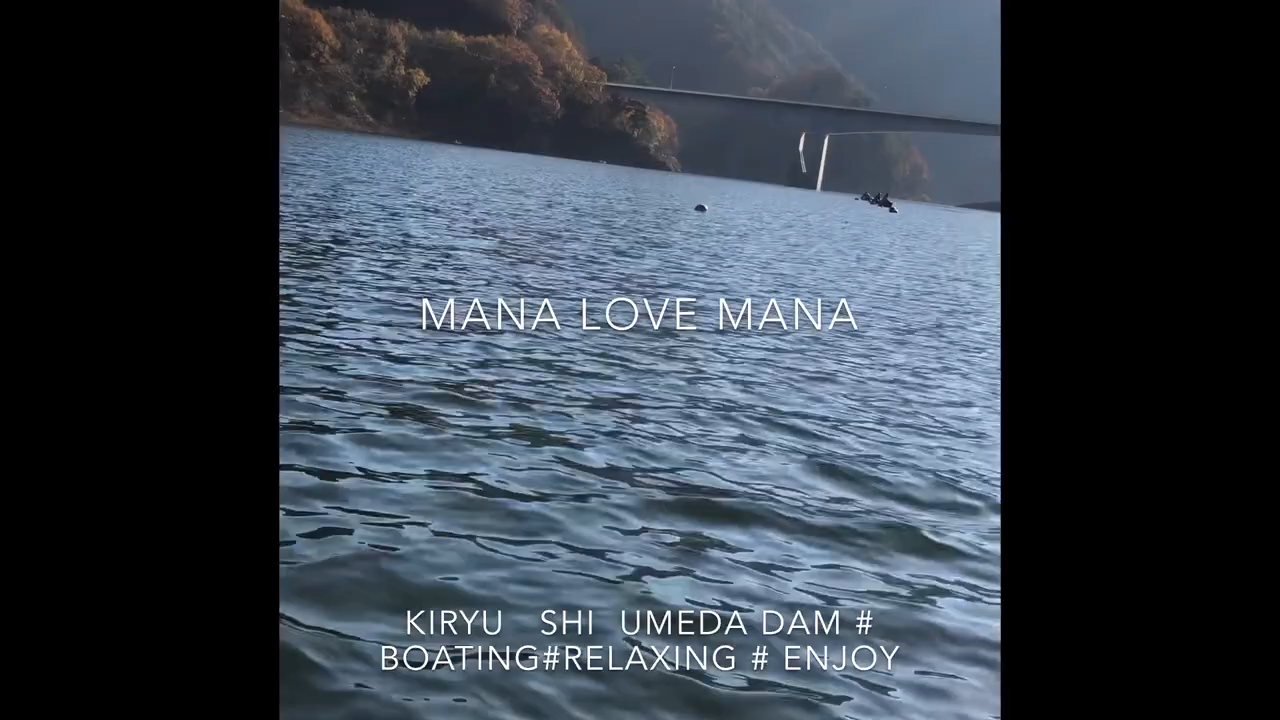 MANA LOVE MANA
KIRYU SHI UMEDA DAM #
BOATING#RELAXING # ENJOY